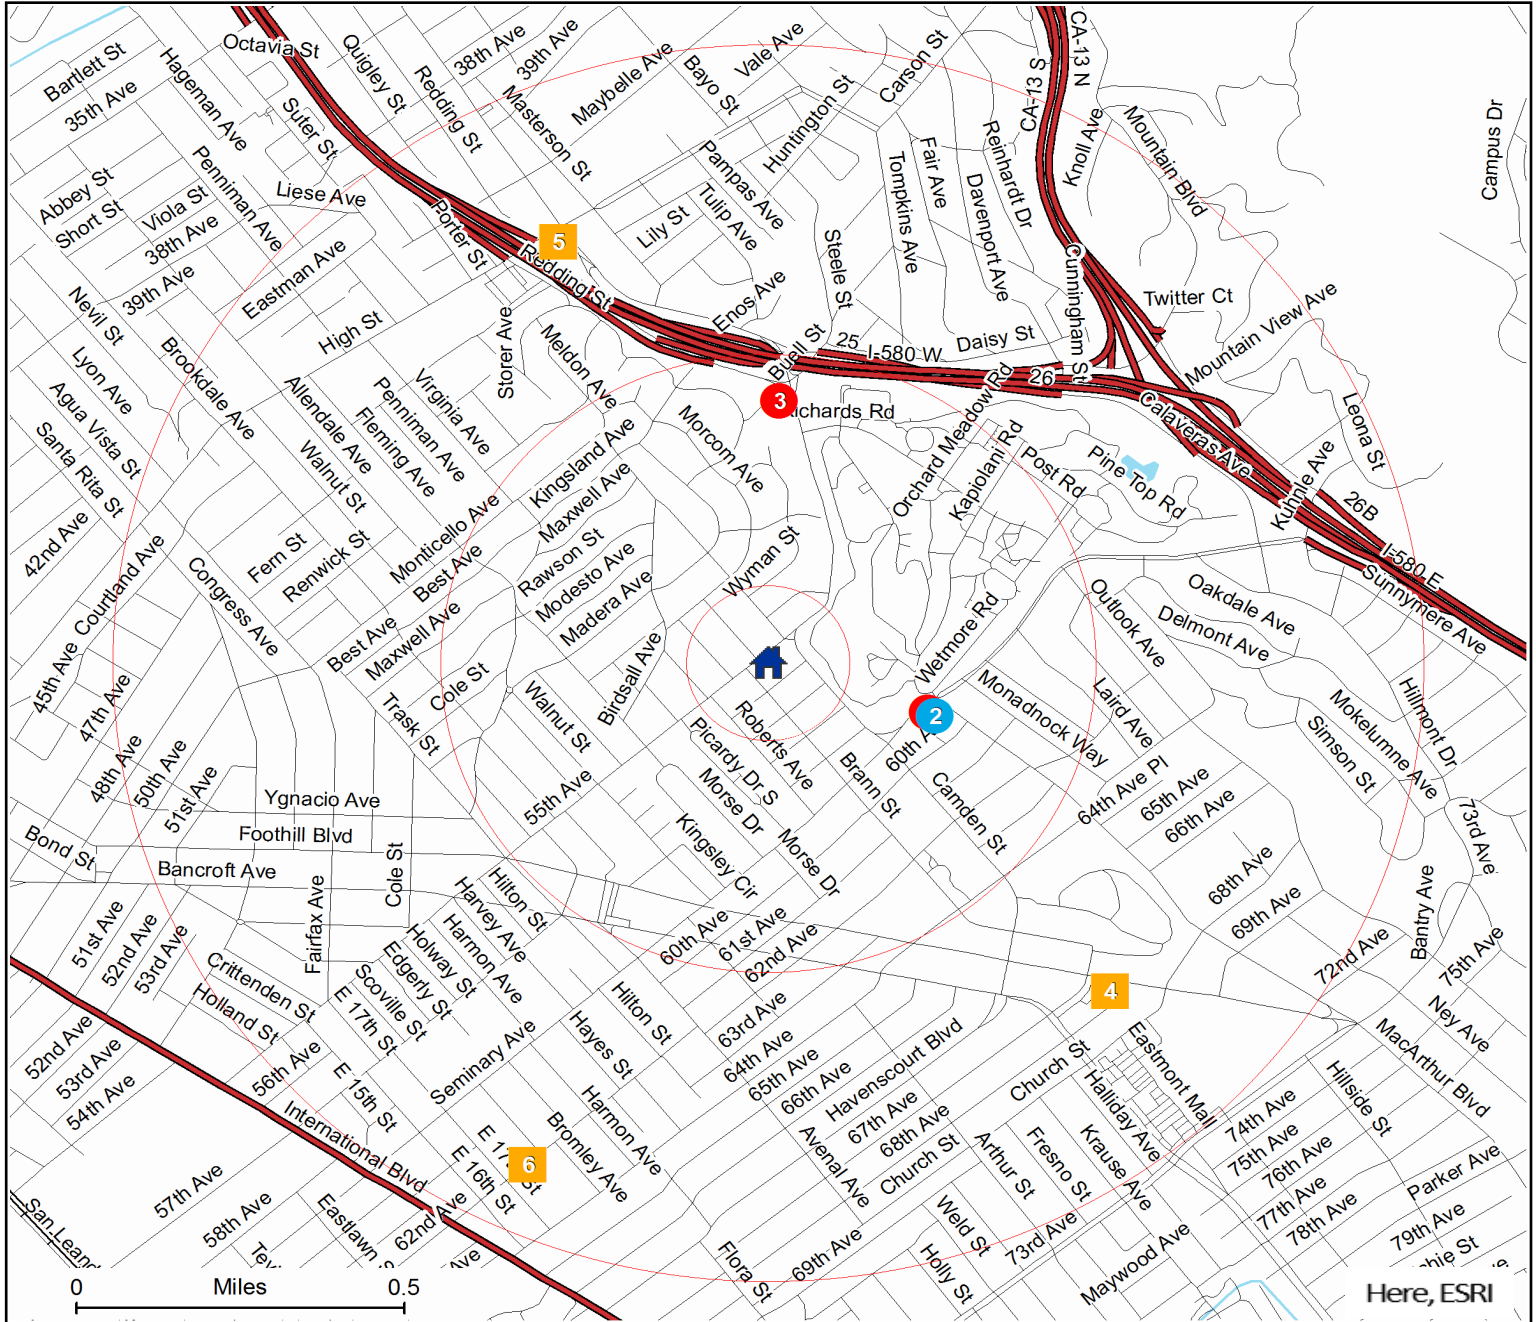 Octavia St
Quigley St
38th Ave
39th Ave
Vale Ave
Bartlett St
Hageman Ave
Redding St
Maybelle Ave
Bayo St
Carson St
CA-13 S
CA-13 N
35th Ave
Suter St
Masterson St
Huntington St
Knoll Ave
Mountain Blvd
Campus Dr
Reinhardt Dr
Fair Ave
Tompkins Ave
Davenport Ave
Abbey St
Short St
Viola St
38th Ave
Penniman Ave
Liese Ave
Pampas Ave
Tulip Ave
Lily St
Porter St
5
Redding St
Steele St
Cunningham St
39th Ave
Eastman Ave
Enos Ave
Twitter Ct
Mountain View Ave
Nevil St
High St
Storer Ave
Meldon Ave
Buell St
25
I-580 W
Daisy St
26
Lyon Ave
Brookdale Ave
Allendale Ave
Penniman Ave
Virginia Ave
Fleming Ave
3
Richards Rd
Orchard Meadow Rd
Calaveras Ave
Leona St
Agua Vista St
Santa Rita St
Walnut St
Kingsland Ave
Maxwell Ave
Morcom Ave
Kapiolani Rd
Post Rd
Pine Top Rd
Kuhnle Ave
26B
I-580 E
Sunnymere Ave
42nd Ave
Courtland Ave
Congress Ave
Fern St
Renwick St
Monticello Ave
Best Ave
Rawson St
Modesto Ave
Madera Ave
Wyman St
Wetmore Rd
Outlook Ave
Oakdale Ave
Delmont Ave
45th Ave
47th Ave
Best Ave
Maxwell Ave
Cole St
Trask St
Birdsall Ave
Walnut St
Monadnock Way
Laird Ave
Hillmont Dr
Mokelumne Ave
Simson St
2
60th A
48th Ave
50th Ave
51st Ave
Roberts Ave
Picardy Dr S
Morse Dr
Brann St
Camden St
64th Ave Pl
65th Ave
66th Ave
73rd Ave
55th Ave
Ygnacio Ave
Foothill Blvd
Bond St
Bancroft Ave
Cole St
Fairfax Ave
Kingsley Cir
Morse Dr
68th Ave
69th Ave
Bantry Ave
51st Ave
52nd Ave
53rd Ave
Hilton St
Harvey Ave
Harmon Ave
Holway St
Edgerly St
Scoville St
E 17th St
Crittenden St
Holland St
60th Ave
61st Ave
62nd Ave
72nd Ave
75th Ave
Ney Ave
MacArthur Blvd
4
Hilton St
Hayes St
63rd Ave
64th Ave
65th Ave
66th Ave
Havenscourt Blvd
67th Ave
68th Ave
Church St
Church St
Eastmont Mall
Halliday Ave
Krause Ave
Fresno St
Arthur St
Hillside St
52nd Ave
53rd Ave
54th Ave
56th Ave
E 15th St
Seminary Ave
International Blvd
Harmon Ave
Bromley Ave
Avenal Ave
74th Ave
75th Ave
76th Ave
77th Ave
78th Ave
Parker Ave
79th Ave
E 17
St
6
E 16th St
57th Ave
58th Ave
Eastlawn S
62nd Ave
Ave
Flora St
69th Ave
Weld St
Holly St
73rd Ave
Maywood Ave
San Leand
0 Miles 0.5
Here, ESRI